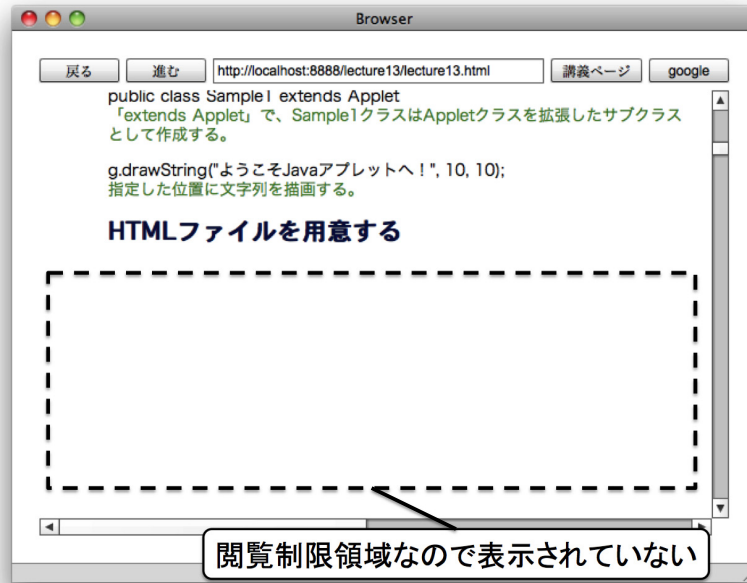 Browser
戻る 進む http://localhost:8888/lecture13/lecture13.html 講義ページ google
public class Sample1 extends Applet
「extends Applet」で、Sample1クラスはAppletクラスを拡張したサブクラス
として作成する。
g.drawString("ようこそJavaアプレットへ！", 10, 10);
指定した位置に文字列を描画する。
HTMLファイルを用意する
閲覧制限領域なので表示されていない